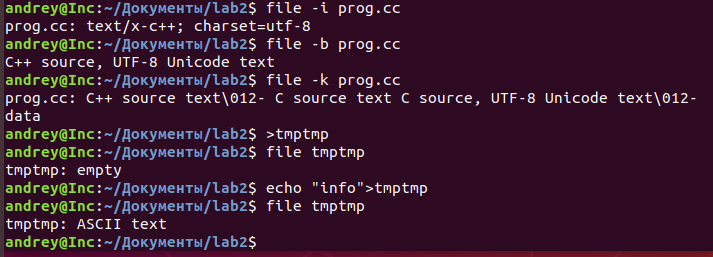 andrey@Inc:~/Документы/lab2$ file -i prog.cc
prog.cc: text/x-c++; charset=utf-8
andrey@Inc:~/Документы/lab2$ file -b prog.cc
C++ source, UTF-8 Unicode text
andrey@Inc:~/Документы/lab2$ file -k prog.cc
prog.cc: C++ source text\012- C source text C source, UTF-8 Unicode text\012-
data
andrey@Inc:~/Документы/lab2$ >tmptmp
andrey@Inc:~/Документы/lab2$ file tmptmp
tmptmp: empty
andrey@Inc:~/Документы/lab2$ echo "info">tmptmp
andrey@Inc:~/Документы/lab2$ file tmptmp
tmptmp: ASCII text
andrey@Inc:~/Документы/lab2$